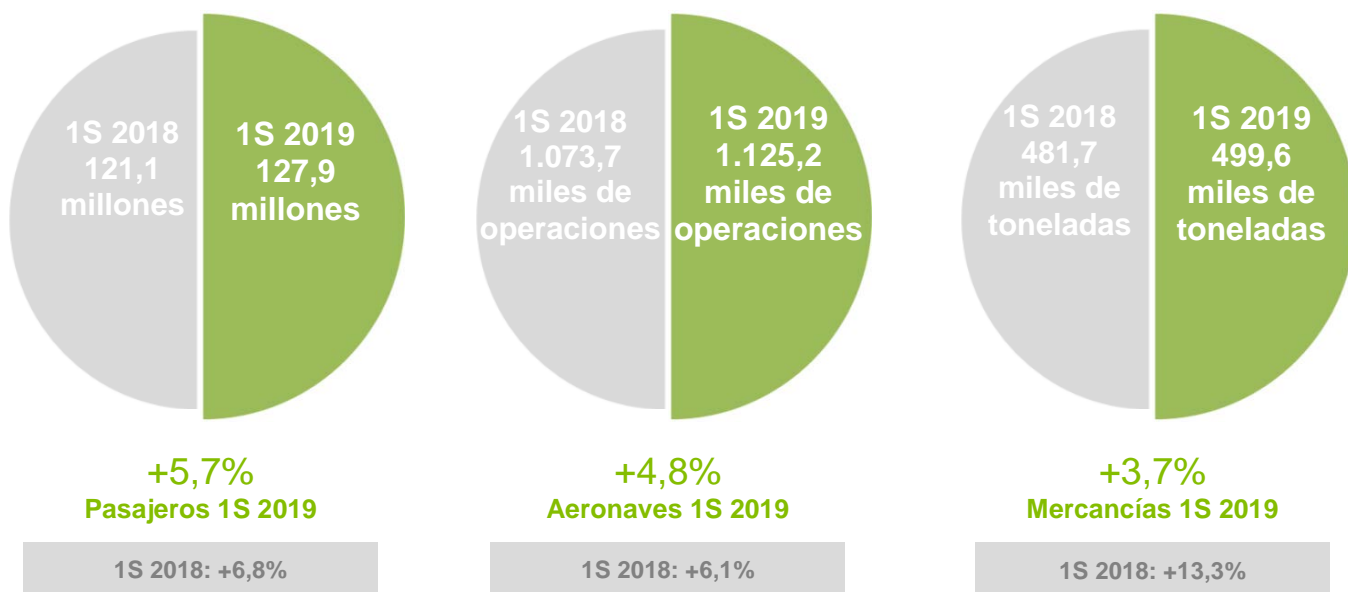 1S 2018
121,1
millones
1S 2019
127,9
millones
+5,7%
Pasajeros 1S 2019
1S 2018: +6,8%
1S 2018
1.073,7
miles de
operaciones
1S 2019
1.125,2
miles de
operaciones
+4,8%
Aeronaves 1S 2019
1S 2018: +6,1%
1S 2018
481,7
miles de
toneladas
1S 2019
499,6
miles de
toneladas
+3,7%
Mercancías 1S 2019
1S 2018: +13,3%